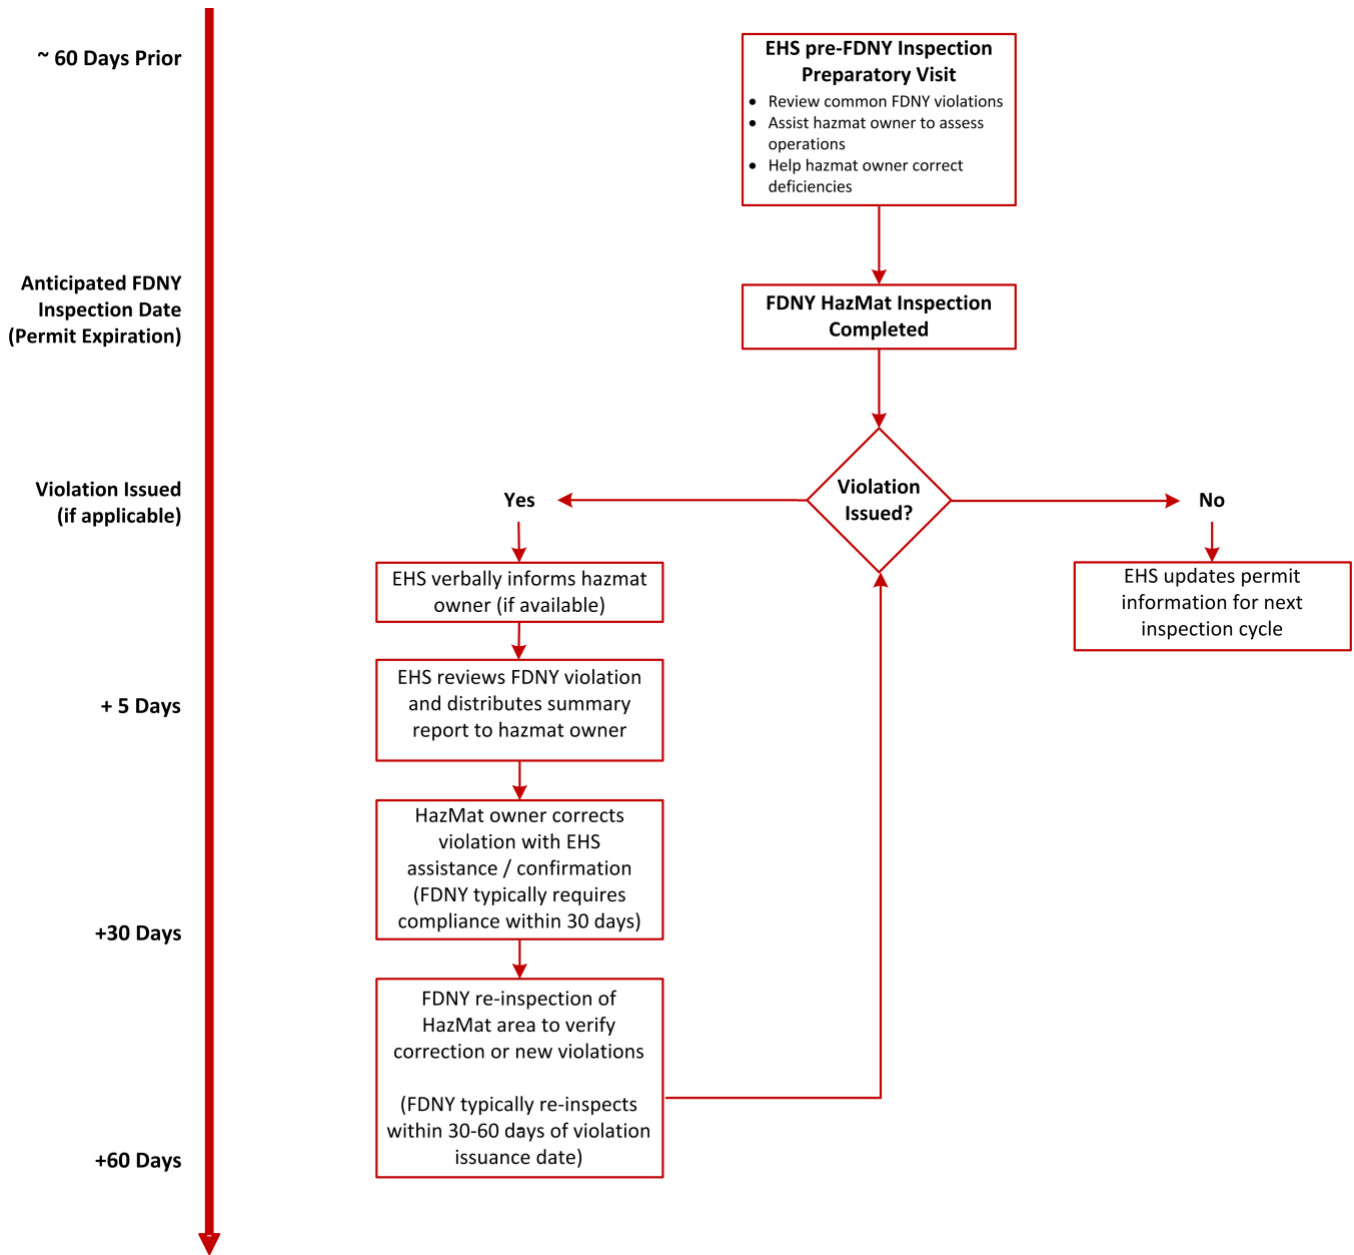 ~ 60 Days Prior
EHS pre-FDNY Inspection
Preparatory Visit
• Review common FDNY violations
• Assist hazmat owner to assess
operations
• Help hazmat owner correct
deficiencies
Anticipated FDNY
Inspection Date
(Permit Expiration)
FDNY HazMat Inspection
Completed
Violation Issued
(if applicable)
Yes
Violation
Issued?
No
EHS verbally informs hazmat
owner (if available)
EHS updates permit
information for next
inspection cycle
+ 5 Days
EHS reviews FDNY violation
and distributes summary
report to hazmat owner
HazMat owner corrects
violation with EHS
assistance / confirmation
(FDNY typically requires
compliance within 30 days)
+30 Days
FDNY re-inspection of
HazMat area to verify
correction or new violations
(FDNY typically re-inspects
within 30-60 days of violation
issuance date)
+60 Days